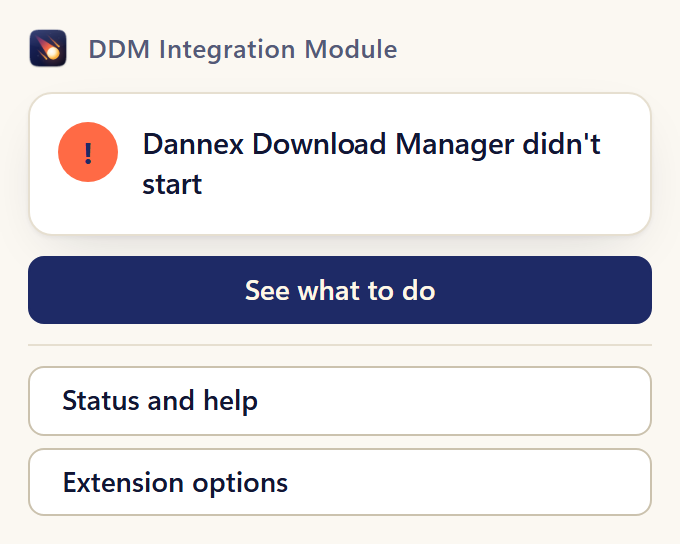 DDM Integration Module
!
Dannex Download Manager didn't
start
See what to do
Status and help
Extension options